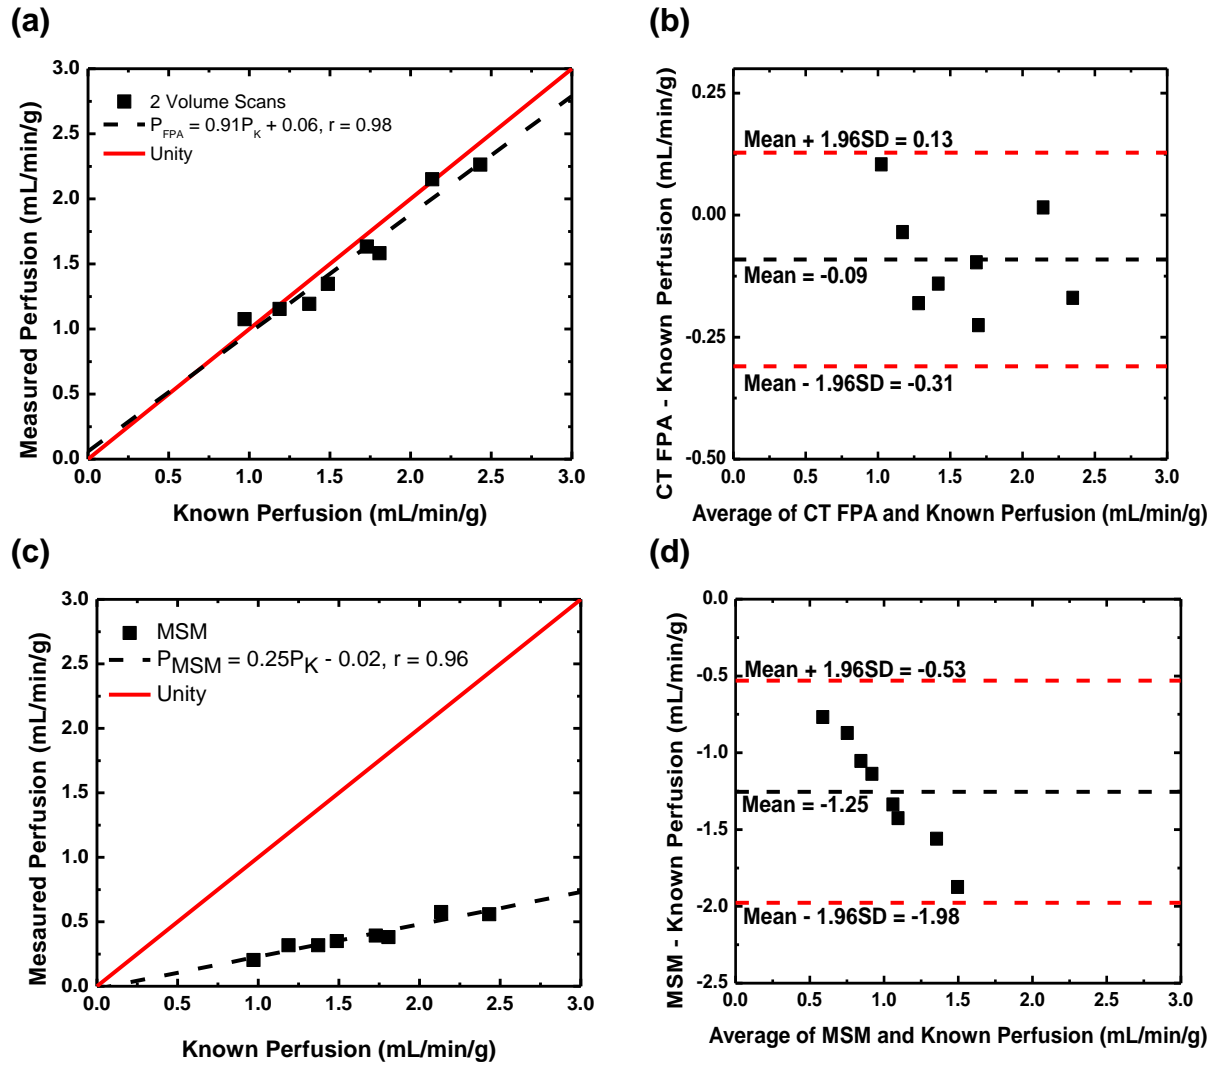 (a)
3.0
2.5
2.0
1.5
1.0
0.5
0.0
Measured Perfusion (mL/min/g)
2 Volume Scans
P_FPA = 0.91P_K + 0.06, r = 0.98
Unity
0.0 0.5 1.0 1.5 2.0 2.5 3.0
Known Perfusion (mL/min/g)
(b)
0.25
0.00
-0.25
-0.50
CT FPA - Known Perfusion (mL/min/g)
Mean + 1.96SD = 0.13
Mean = -0.09
Mean - 1.96SD = -0.31
0.0 0.5 1.0 1.5 2.0 2.5 3.0
Average of CT FPA and Known Perfusion (mL/min/g)
(c)
3.0
2.5
2.0
1.5
1.0
0.5
0.0
Mesaured Perfusion (mL/min/g)
MSM
P_MSM = 0.25P_K - 0.02, r = 0.96
Unity
0.0 0.5 1.0 1.5 2.0 2.5 3.0
Known Perfusion (mL/min/g)
(d)
0.0
-0.5
-1.0
-1.5
-2.0
-2.5
MSM - Known Perfusion (mL/min/g)
Mean + 1.96SD = -0.53
Mean = -1.25
Mean - 1.96SD = -1.98
0.0 0.5 1.0 1.5 2.0 2.5 3.0
Average of MSM and Known Perfusion (mL/min/g)